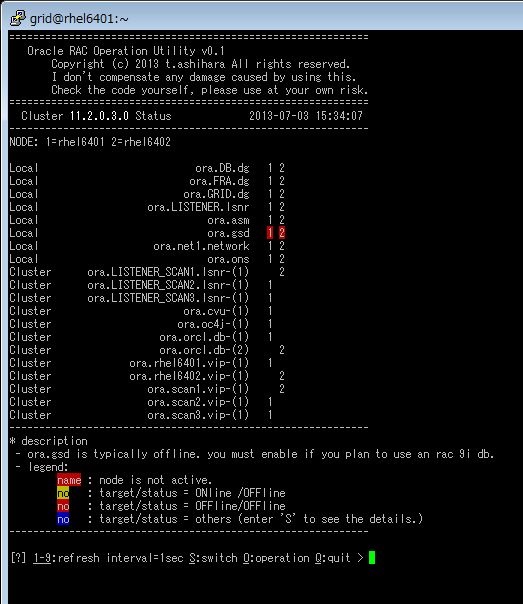 grid@rhel6401:~
==================================================
Oracle RAC Operation Utility v0.1
Copyright (c) 2013 t.ashihara All rights reserved.
I don't compensate any damage caused by using this.
Check the code yourself, please use at your own risk.
==================================================
Cluster 11.2.0.3.0 Status 2013-07-03 15:34:07
--------------------------------------------------
NODE: 1=rhel6401 2=rhel6402
Local ora.DB.dg 1 2
Local ora.FRA.dg 1 2
Local ora.GRID.dg 1 2
Local ora.LISTENER.lsnr 1 2
Local ora.asm 1 2
Local ora.gsd 1 2
Local ora.net1.network 1 2
Local ora.ons 1 2
Cluster ora.LISTENER_SCAN1.lsnr-(1) 2
Cluster ora.LISTENER_SCAN2.lsnr-(1) 1
Cluster ora.LISTENER_SCAN3.lsnr-(1) 1
Cluster ora.cvu-(1) 1
Cluster ora.oc4j-(1) 1
Cluster ora.orcl.db-(1) 1
Cluster ora.orcl.db-(2) 2
Cluster ora.rhel6401.vip-(1) 1
Cluster ora.rhel6402.vip-(1) 2
Cluster ora.scan1.vip-(1) 2
Cluster ora.scan2.vip-(1) 1
Cluster ora.scan3.vip-(1) 1
--------------------------------------------------
* description
- ora.gsd is typically offline. you must enable if you plan to use an rac 9i db.
- legend:
name : node is not active.
no : target/status = ONline /OFFline
no : target/status = OFFline/OFFline
no : target/status = others (enter 'S' to see the details.)
--------------------------------------------------
[?] 1-9:refresh interval=1sec S:switch O:operation Q:quit >